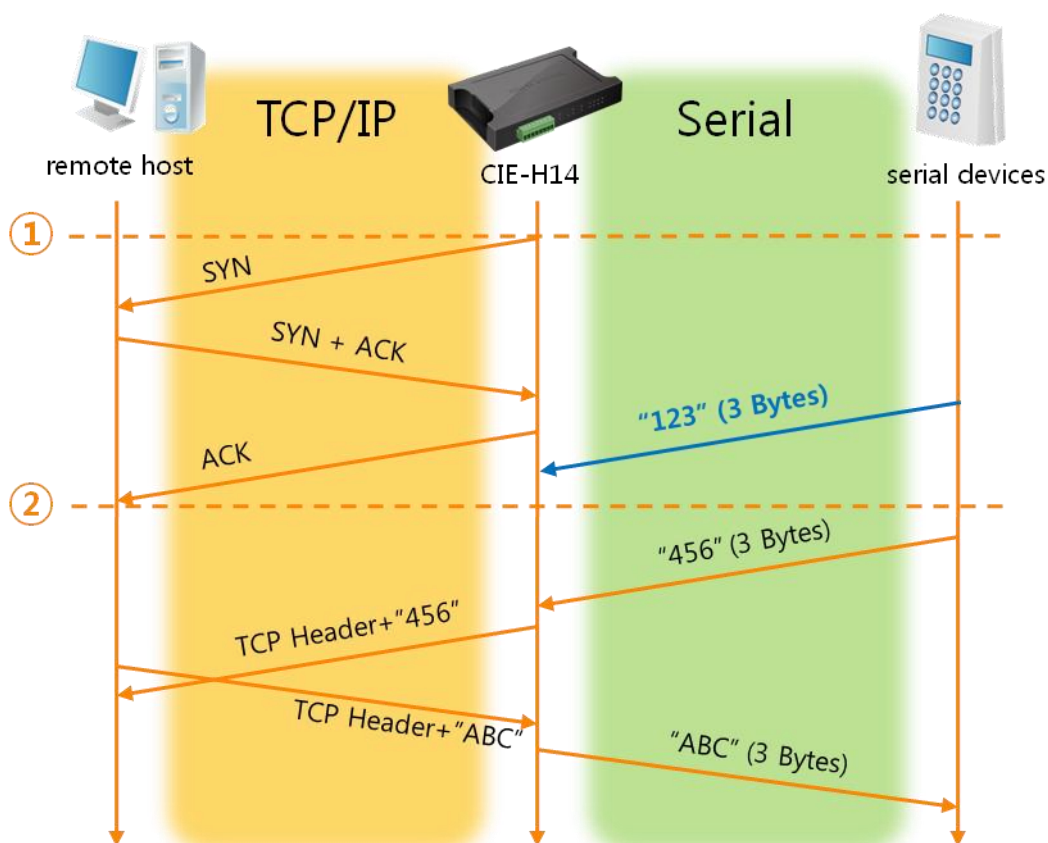 TCP/IP
Serial
remote host
CIE-H14
serial devices
①
SYN
SYN + ACK
“123” (3 Bytes)
ACK
②
“456” (3 Bytes)
TCP Header+“456”
TCP Header+“ABC”
“ABC” (3 Bytes)